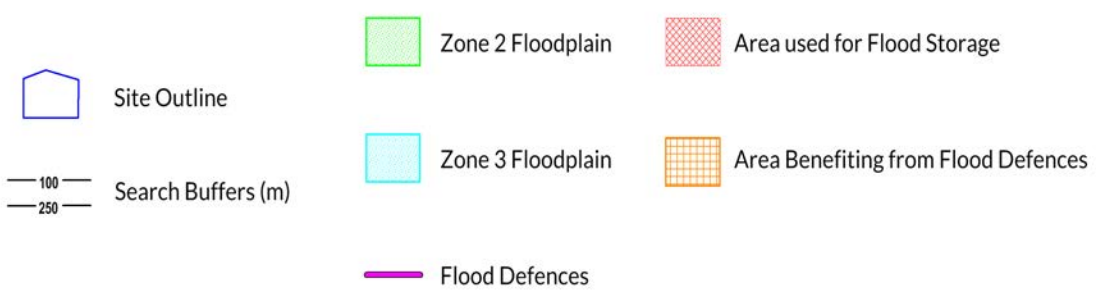 Site Outline
100
250
Search Buffers (m)
Zone 2 Floodplain
Zone 3 Floodplain
Flood Defences
Area used for Flood Storage
Area Benefiting from Flood Defences